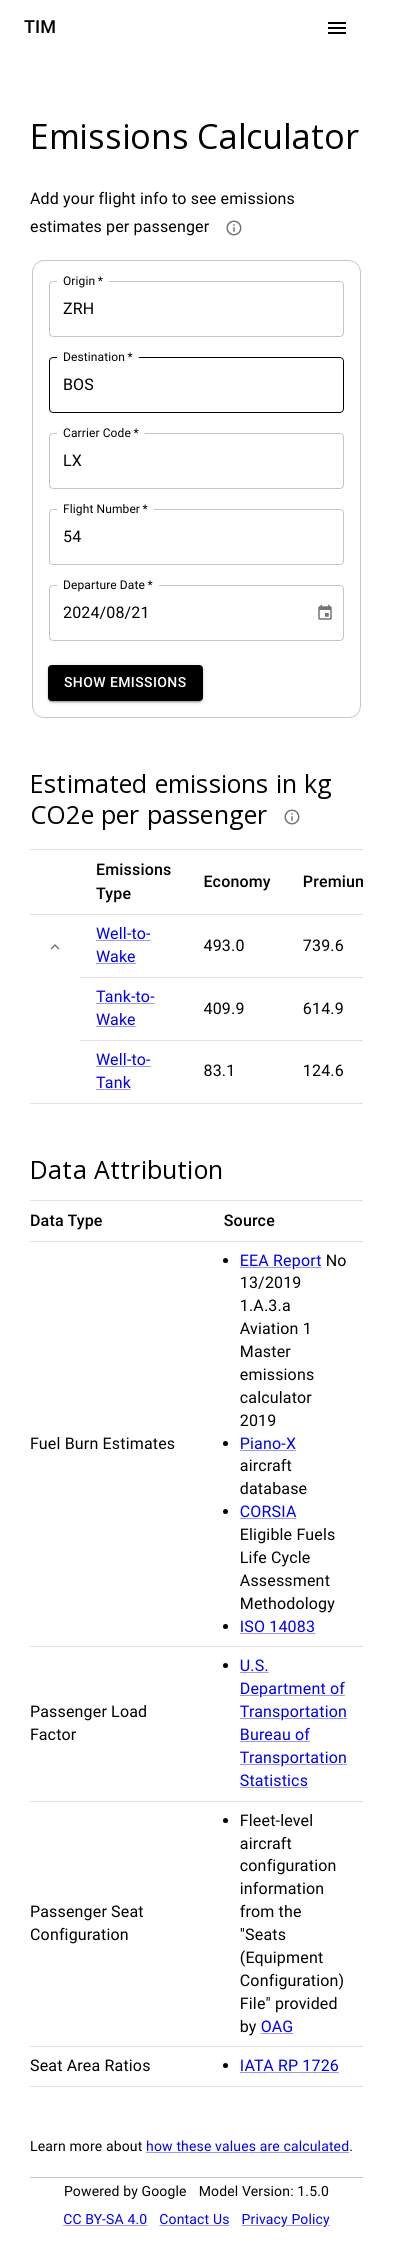 TIM
Emissions Calculator
Add your flight info to see emissions
estimates per passenger
Origin *
ZRH
Destination *
BOS
Carrier Code *
LX
Flight Number *
54
Departure Date *
2024/08/21
SHOW EMISSIONS
Estimated emissions in kg
CO2e per passenger
Emissions
Type
Economy
Premiun
Well-to-
Wake
493.0
739.6
Tank-to-
Wake
409.9
614.9
Well-to-
Tank
83.1
124.6
Data Attribution
Data Type
Source
Fuel Burn Estimates
• EEA Report No
13/2019
1.A.3.a
Aviation 1
Master
emissions
calculator
2019
• Piano-X
aircraft
database
• CORSIA
Eligible Fuels
Life Cycle
Assessment
Methodology
• ISO 14083
Passenger Load
Factor
• U.S.
Department of
Transportation
Bureau of
Transportation
Statistics
Passenger Seat
Configuration
• Fleet-level
aircraft
configuration
information
from the
"Seats
(Equipment
Configuration)
File" provided
by OAG
Seat Area Ratios
• IATA RP 1726
Learn more about how these values are calculated.
Powered by Google Model Version: 1.5.0
CC BY-SA 4.0 Contact Us Privacy Policy